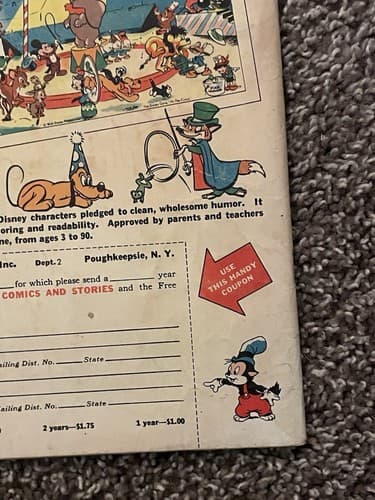 Disney characters pledged to clean, wholesome humor. It
oring and readability. Approved by parents and teachers
ne, from ages 3 to 90.
Inc. Dept. 2 Poughkeepsie, N. Y.
for which please send a year
COMICS AND STORIES and the Free
USE
THIS HANDY
COUPON
ailing Dist. No. State
ailing Dist. No. State
2 years—$1.75 1 year—$1.00